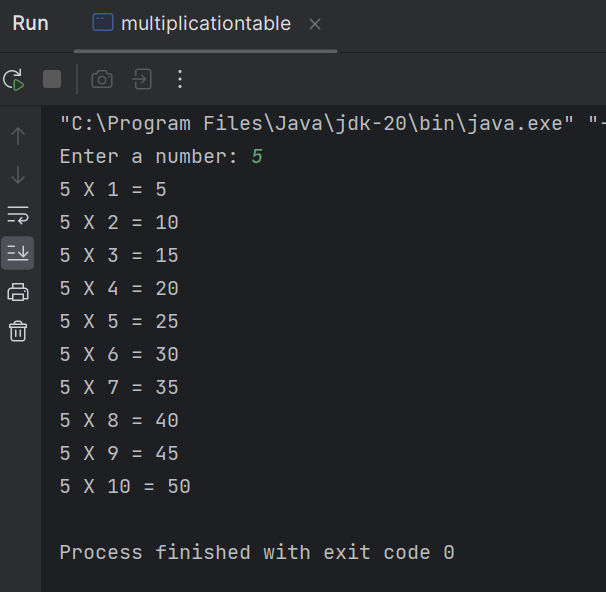 Run multiplicationtable
"C:\Program Files\Java\jdk-20\bin\java.exe" "-
Enter a number: 5
5 X 1 = 5
5 X 2 = 10
5 X 3 = 15
5 X 4 = 20
5 X 5 = 25
5 X 6 = 30
5 X 7 = 35
5 X 8 = 40
5 X 9 = 45
5 X 10 = 50
Process finished with exit code 0